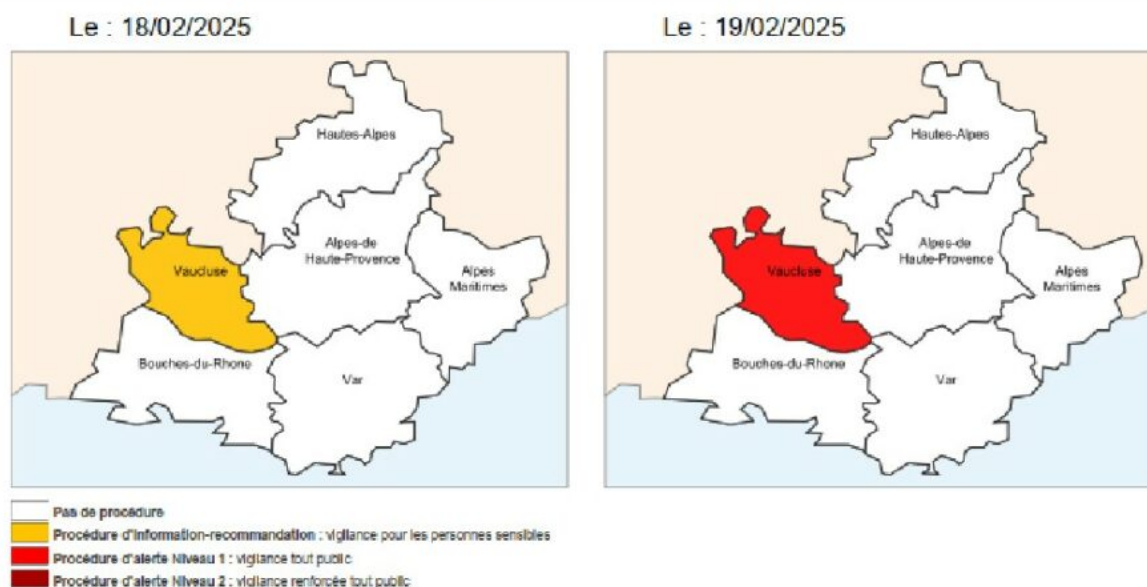 Le : 18/02/2025
Hautes-Alpes
Alpes-de
Haute-Provence
Vaucluse
Alpes
Maritimes
Bouches-du-Rhone
Var
Le : 19/02/2025
Hautes-Alpes
Alpes-de
Haute-Provence
Vaucluse
Alpes
Maritimes
Bouches-du-Rhone
Var
Pas de procédure
Procédure d'information-recommandation : vigilance pour les personnes sensibles
Procédure d'alerte Niveau 1 : vigilance tout public
Procédure d'alerte Niveau 2 : vigilance renforcée tout public